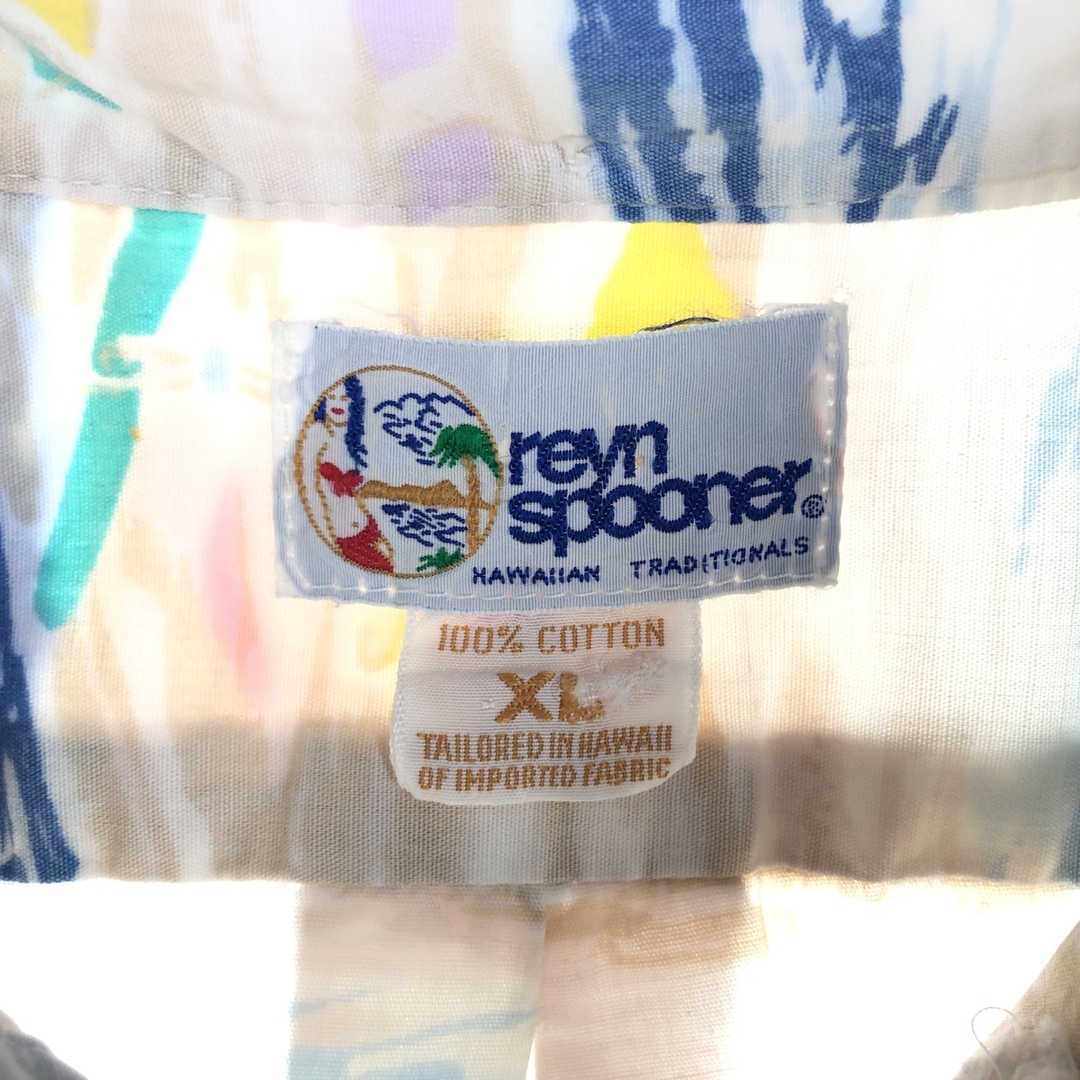 reyn
spooner®
HAWAIIAN TRADITIONALS
100% COTTON
XL
TAILORED IN HAWAII
OF IMPORTED FABRIC